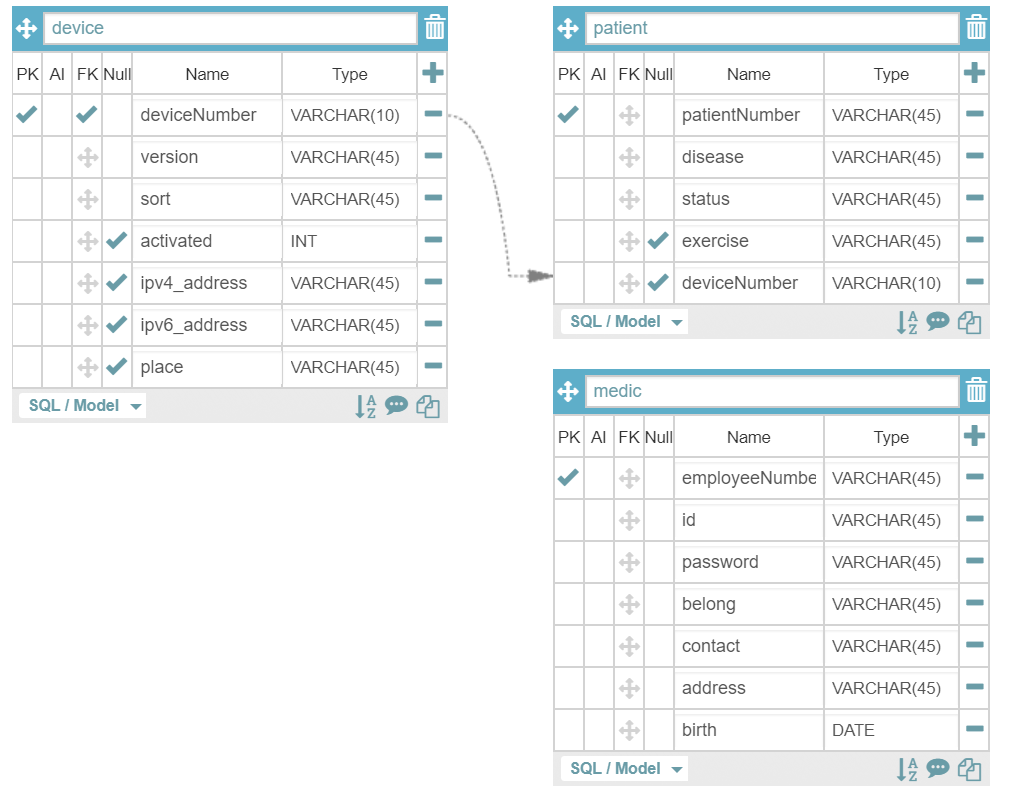 device
PK AI FK Null Name Type
deviceNumber VARCHAR(10)
version VARCHAR(45)
sort VARCHAR(45)
activated INT
ipv4_address VARCHAR(45)
ipv6_address VARCHAR(45)
place VARCHAR(45)
SQL / Model
A
Z
patient
PK AI FK Null Name Type
patientNumber VARCHAR(45)
disease VARCHAR(45)
status VARCHAR(45)
exercise VARCHAR(45)
deviceNumber VARCHAR(10)
SQL / Model
A
Z
medic
PK AI FK Null Name Type
employeeNumbe VARCHAR(45)
id VARCHAR(45)
password VARCHAR(45)
belong VARCHAR(45)
contact VARCHAR(45)
address VARCHAR(45)
birth DATE
SQL / Model
A
Z